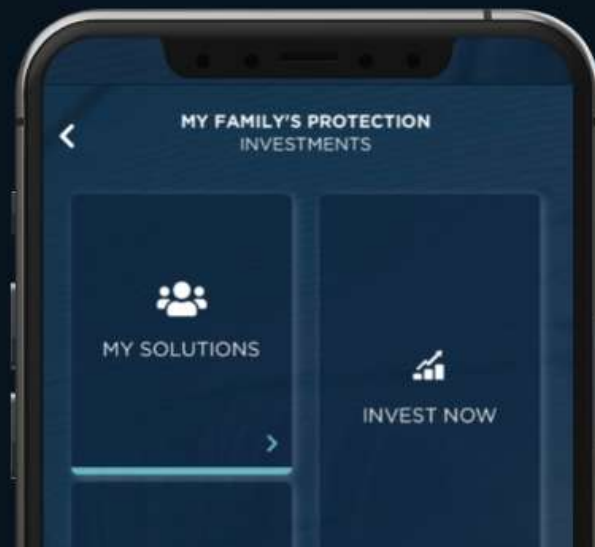 MY FAMILY'S PROTECTION
INVESTMENTS
MY SOLUTIONS
INVEST NOW